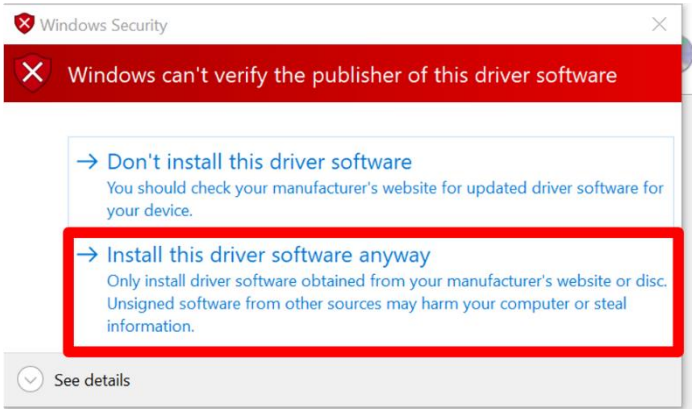 Windows Security
Windows can't verify the publisher of this driver software
Don't install this driver software
You should check your manufacturer's website for updated driver software for
your device.
Install this driver software anyway
Only install driver software obtained from your manufacturer's website or disc.
Unsigned software from other sources may harm your computer or steal
information.
See details